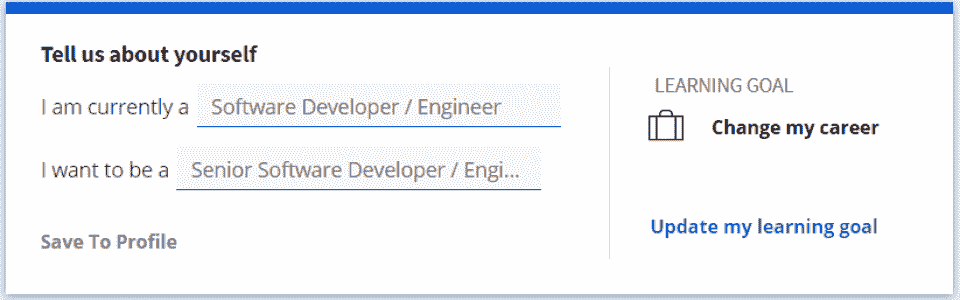 Tell us about yourself
I am currently a Software Developer / Engineer
I want to be a Senior Software Developer / Engi...
Save To Profile
LEARNING GOAL
Change my career
Update my learning goal